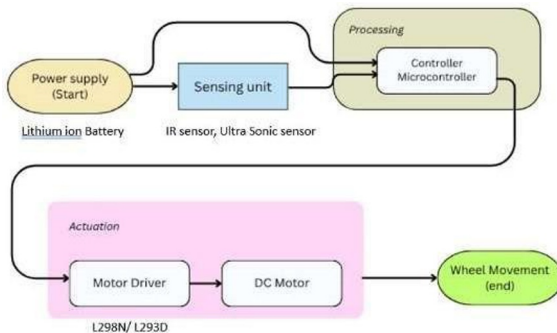 Processing
Controller
Microcontroller
Power supply
(Start)
Sensing unit
Lithium ion Battery
IR sensor, Ultra Sonic sensor
Actuation
Motor Driver
DC Motor
Wheel Movement
(end)
L298N/ L293D